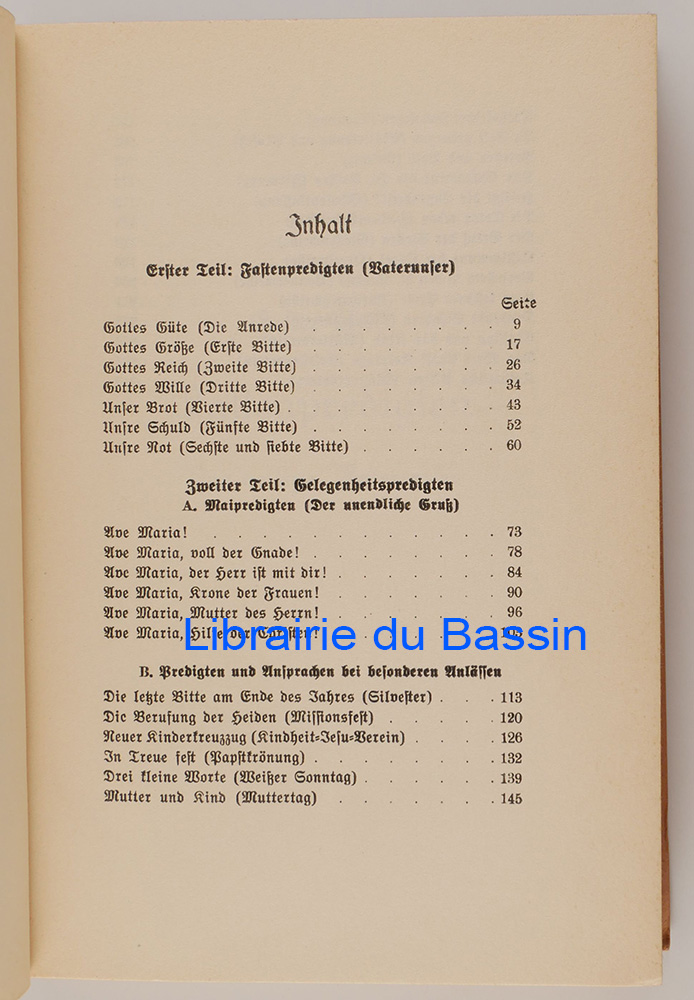 Inhalt
Erster Teil: Fastenpredigten (Vaterunser)
Seite
Gottes Güte (Die Anrede) . . . . . . . . 9
Gottes Größe (Erste Bitte) . . . . . . . . 17
Gottes Reich (Zweite Bitte) . . . . . . . . 26
Gottes Wille (Dritte Bitte) . . . . . . . . 34
Unser Brot (Vierte Bitte) . . . . . . . . . 43
Unsre Schuld (Fünfte Bitte) . . . . . . . . 52
Unsre Not (Sechste und siebte Bitte) . . . . . . 60
Zweiter Teil: Gelegenheitspredigten
A. Maipredigten (Der unendliche Gruß)
Ave Maria! . . . . . . . . . . . . 73
Ave Maria, voll der Gnade! . . . . . . . . 78
Ave Maria, der Herr ist mit dir! . . . . . . . 84
Ave Maria, Krone der Frauen! . . . . . . . 90
Ave Maria, Mutter des Herrn! . . . . . . . 96
Ave Maria, Hilfe der Christen!
Librairie du Bassin
B. Predigten und Ansprachen bei besonderen Anlässen
Die letzte Bitte am Ende des Jahres (Silvester) . . . 113
Die Berufung der Heiden (Missionsfest) . . . . . 120
Neuer Kinderkreuzzug (Kindheit-Jesu-Verein) . . . . 126
In Treue fest (Papstkrönung) . . . . . . . . 132
Drei kleine Worte (Weißer Sonntag) . . . . . . 139
Mutter und Kind (Muttertag) . . . . . . . 145